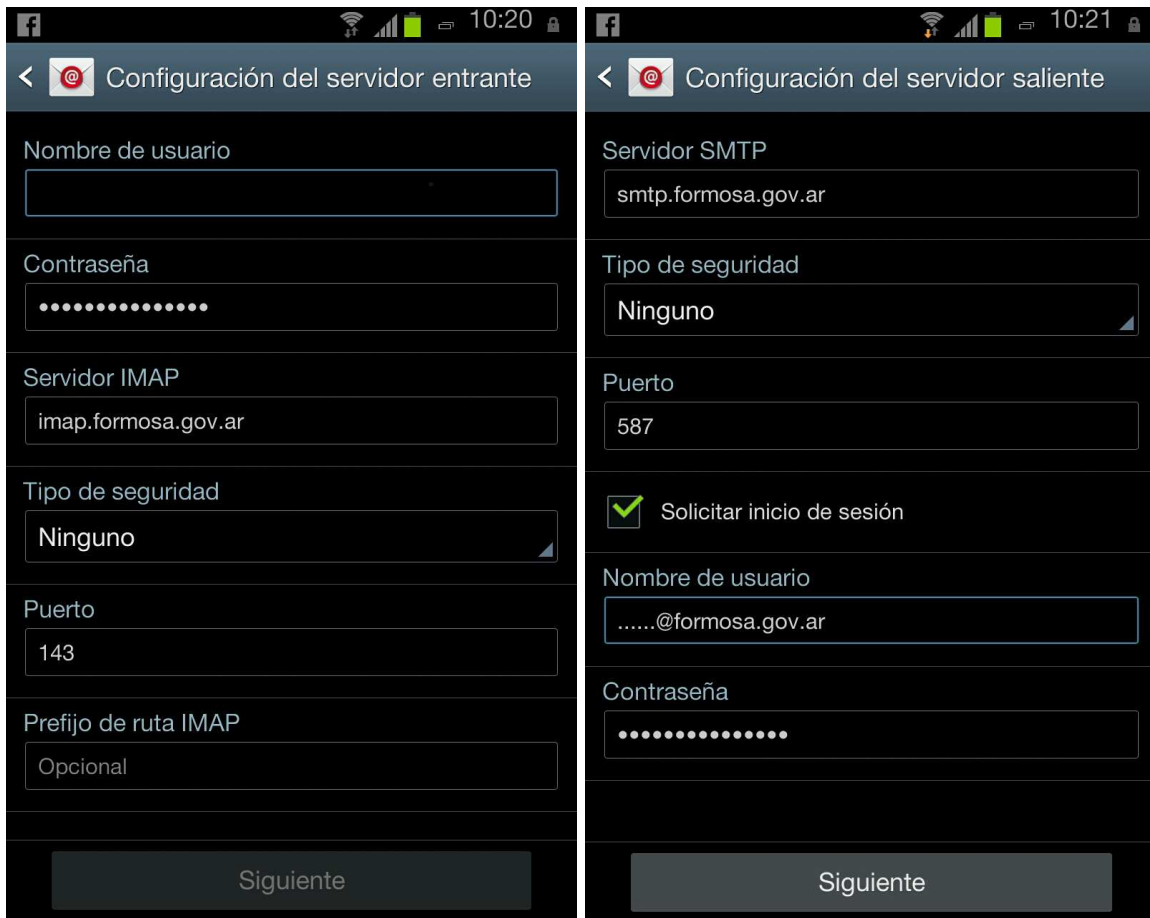 10:20
Configuración del servidor entrante
Nombre de usuario
Contraseña
•••••••••••••••
Servidor IMAP
imap.formosa.gov.ar
Tipo de seguridad
Ninguno
Puerto
143
Prefijo de ruta IMAP
Opcional
Siguiente
10:21
Configuración del servidor saliente
Servidor SMTP
smtp.formosa.gov.ar
Tipo de seguridad
Ninguno
Puerto
587
Solicitar inicio de sesión
Nombre de usuario
......@formosa.gov.ar
Contraseña
•••••••••••••••
Siguiente